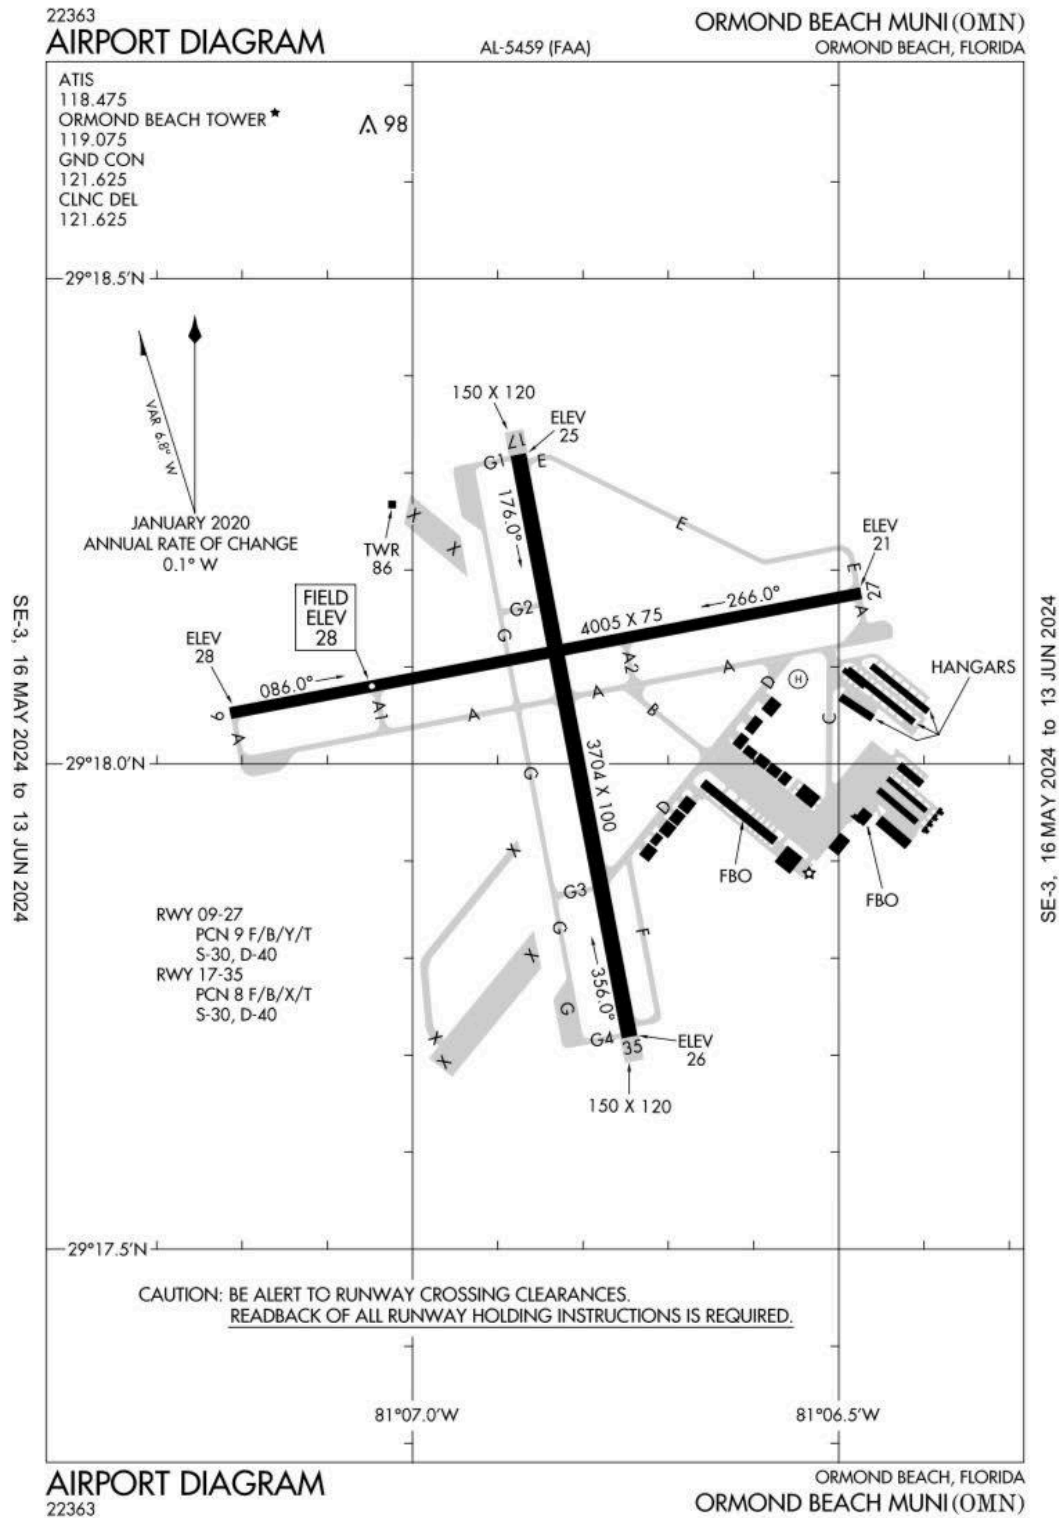 22363
AIRPORT DIAGRAM
AL-5459 (FAA)
ORMOND BEACH MUNI (OMN)
ORMOND BEACH, FLORIDA
ATIS
118.475
ORMOND BEACH TOWER★
119.075
GND CON
121.625
CLNC DEL
121.625
98
29°18.5'N
VAR 6.8° W
JANUARY 2020
ANNUAL RATE OF CHANGE
0.1° W
150 X 120
ELEV
25
17
G1
E
176.0°
X
X
TWR
86
E
ELEV
21
E
27
A
FIELD
ELEV
28
G2
G
4005 X 75
266.0°
ELEV
28
086.0°
9
A
A1
A
A
A2
A
B
D
H
C
HANGARS
29°18.0'N
G
3704 X 100
D
FBO
FBO
X
G3
G
F
X
356.0°
G
G4
35
X
X
ELEV
26
150 X 120
RWY 09-27
PCN 9 F/B/Y/T
S-30, D-40
RWY 17-35
PCN 8 F/B/X/T
S-30, D-40
29°17.5'N
CAUTION: BE ALERT TO RUNWAY CROSSING CLEARANCES.
READBACK OF ALL RUNWAY HOLDING INSTRUCTIONS IS REQUIRED.
81°07.0'W
81°06.5'W
SE-3, 16 MAY 2024 to 13 JUN 2024
SE-3, 16 MAY 2024 to 13 JUN 2024
AIRPORT DIAGRAM
22363
ORMOND BEACH, FLORIDA
ORMOND BEACH MUNI (OMN)